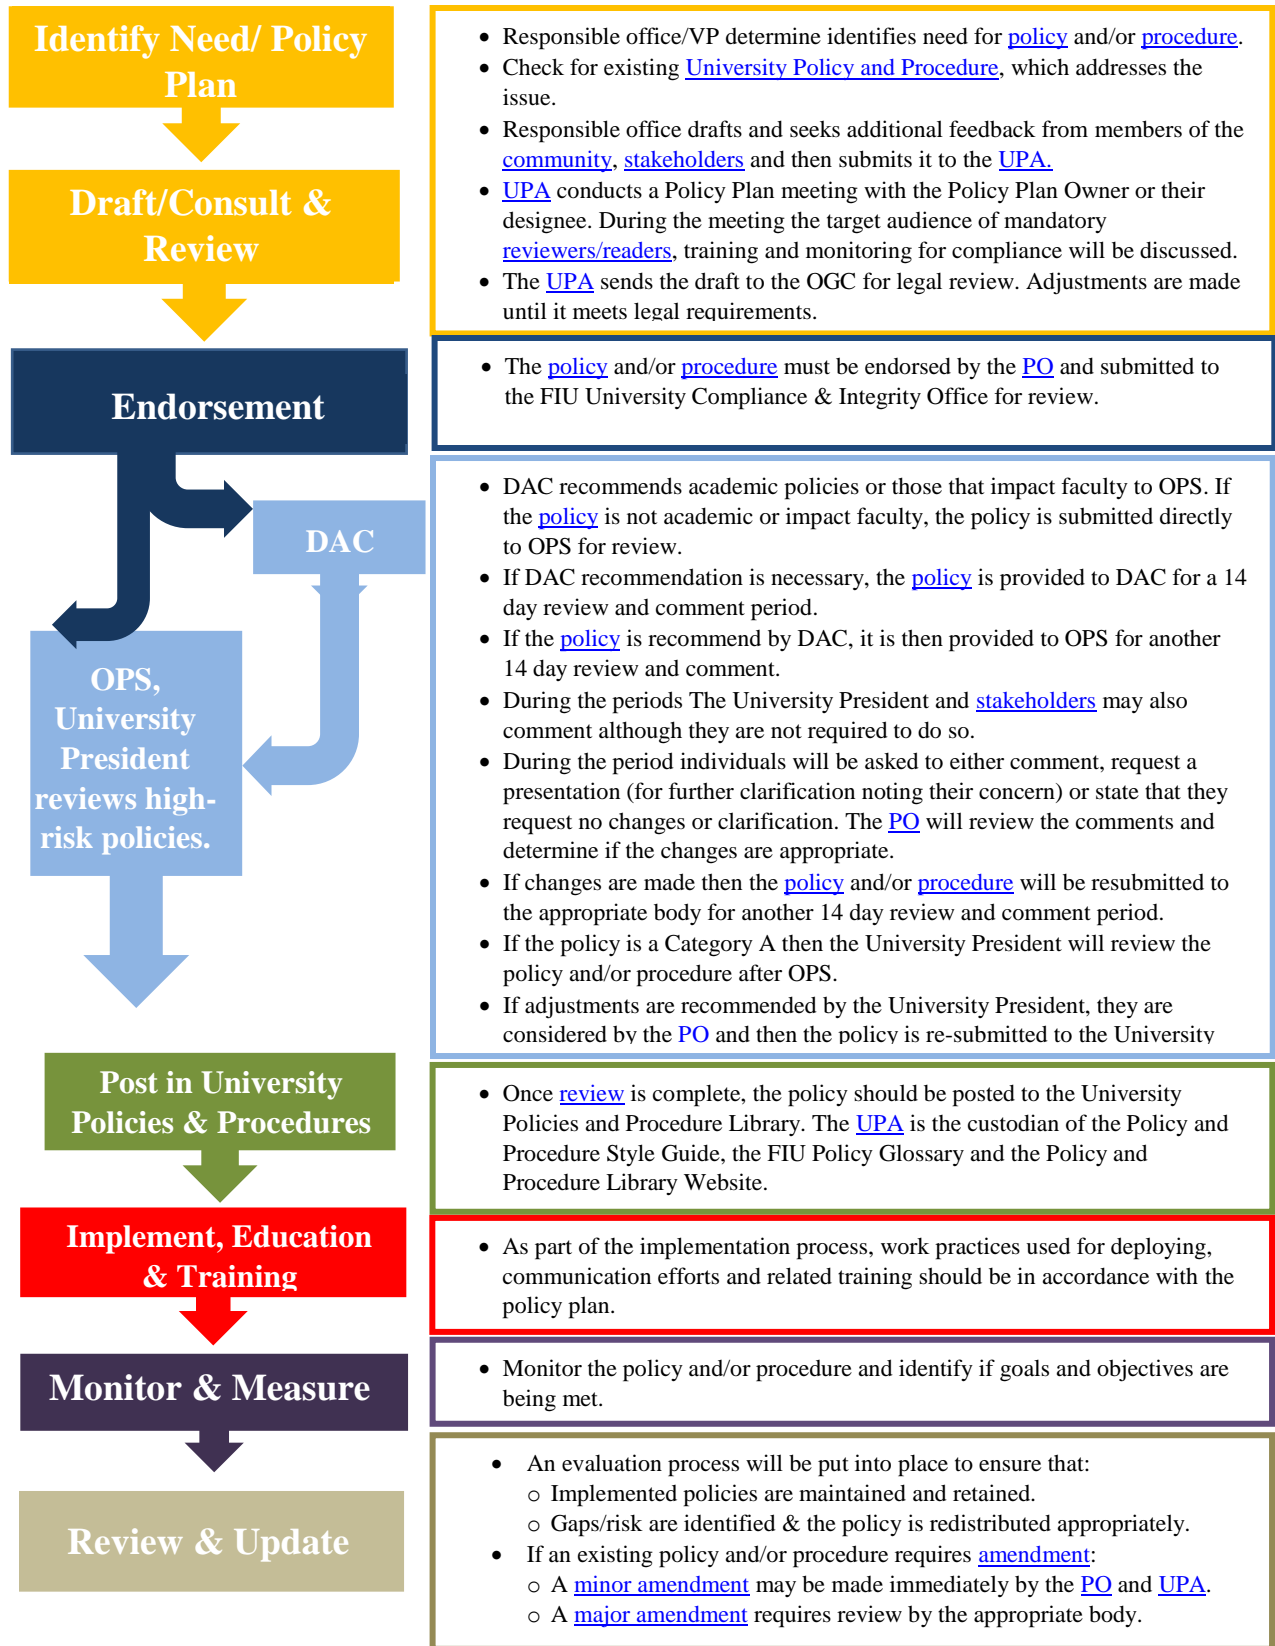 Identify Need/ Policy
Plan
• Responsible office/VP determine identifies need for policy and/or procedure.
• Check for existing University Policy and Procedure, which addresses the
issue.
• Responsible office drafts and seeks additional feedback from members of the
community, stakeholders and then submits it to the UPA.
• UPA conducts a Policy Plan meeting with the Policy Plan Owner or their
designee. During the meeting the target audience of mandatory
reviewers/readers, training and monitoring for compliance will be discussed.
• The UPA sends the draft to the OGC for legal review. Adjustments are made
until it meets legal requirements.
Draft/Consult &
Review
Endorsement
• The policy and/or procedure must be endorsed by the PO and submitted to
the FIU University Compliance & Integrity Office for review.
DAC
OPS,
University
President
reviews high-
risk policies.
• DAC recommends academic policies or those that impact faculty to OPS. If
the policy is not academic or impact faculty, the policy is submitted directly
to OPS for review.
• If DAC recommendation is necessary, the policy is provided to DAC for a 14
day review and comment period.
• If the policy is recommend by DAC, it is then provided to OPS for another
14 day review and comment.
• During the periods The University President and stakeholders may also
comment although they are not required to do so.
• During the period individuals will be asked to either comment, request a
presentation (for further clarification noting their concern) or state that they
request no changes or clarification. The PO will review the comments and
determine if the changes are appropriate.
• If changes are made then the policy and/or procedure will be resubmitted to
the appropriate body for another 14 day review and comment period.
• If the policy is a Category A then the University President will review the
policy and/or procedure after OPS.
• If adjustments are recommended by the University President, they are
considered by the PO and then the policy is re-submitted to the University
Post in University
Policies & Procedures
• Once review is complete, the policy should be posted to the University
Policies and Procedure Library. The UPA is the custodian of the Policy and
Procedure Style Guide, the FIU Policy Glossary and the Policy and
Procedure Library Website.
Implement, Education
& Training
• As part of the implementation process, work practices used for deploying,
communication efforts and related training should be in accordance with the
policy plan.
Monitor & Measure
• Monitor the policy and/or procedure and identify if goals and objectives are
being met.
Review & Update
• An evaluation process will be put into place to ensure that:
o Implemented policies are maintained and retained.
o Gaps/risk are identified & the policy is redistributed appropriately.
• If an existing policy and/or procedure requires amendment:
o A minor amendment may be made immediately by the PO and UPA.
o A major amendment requires review by the appropriate body.